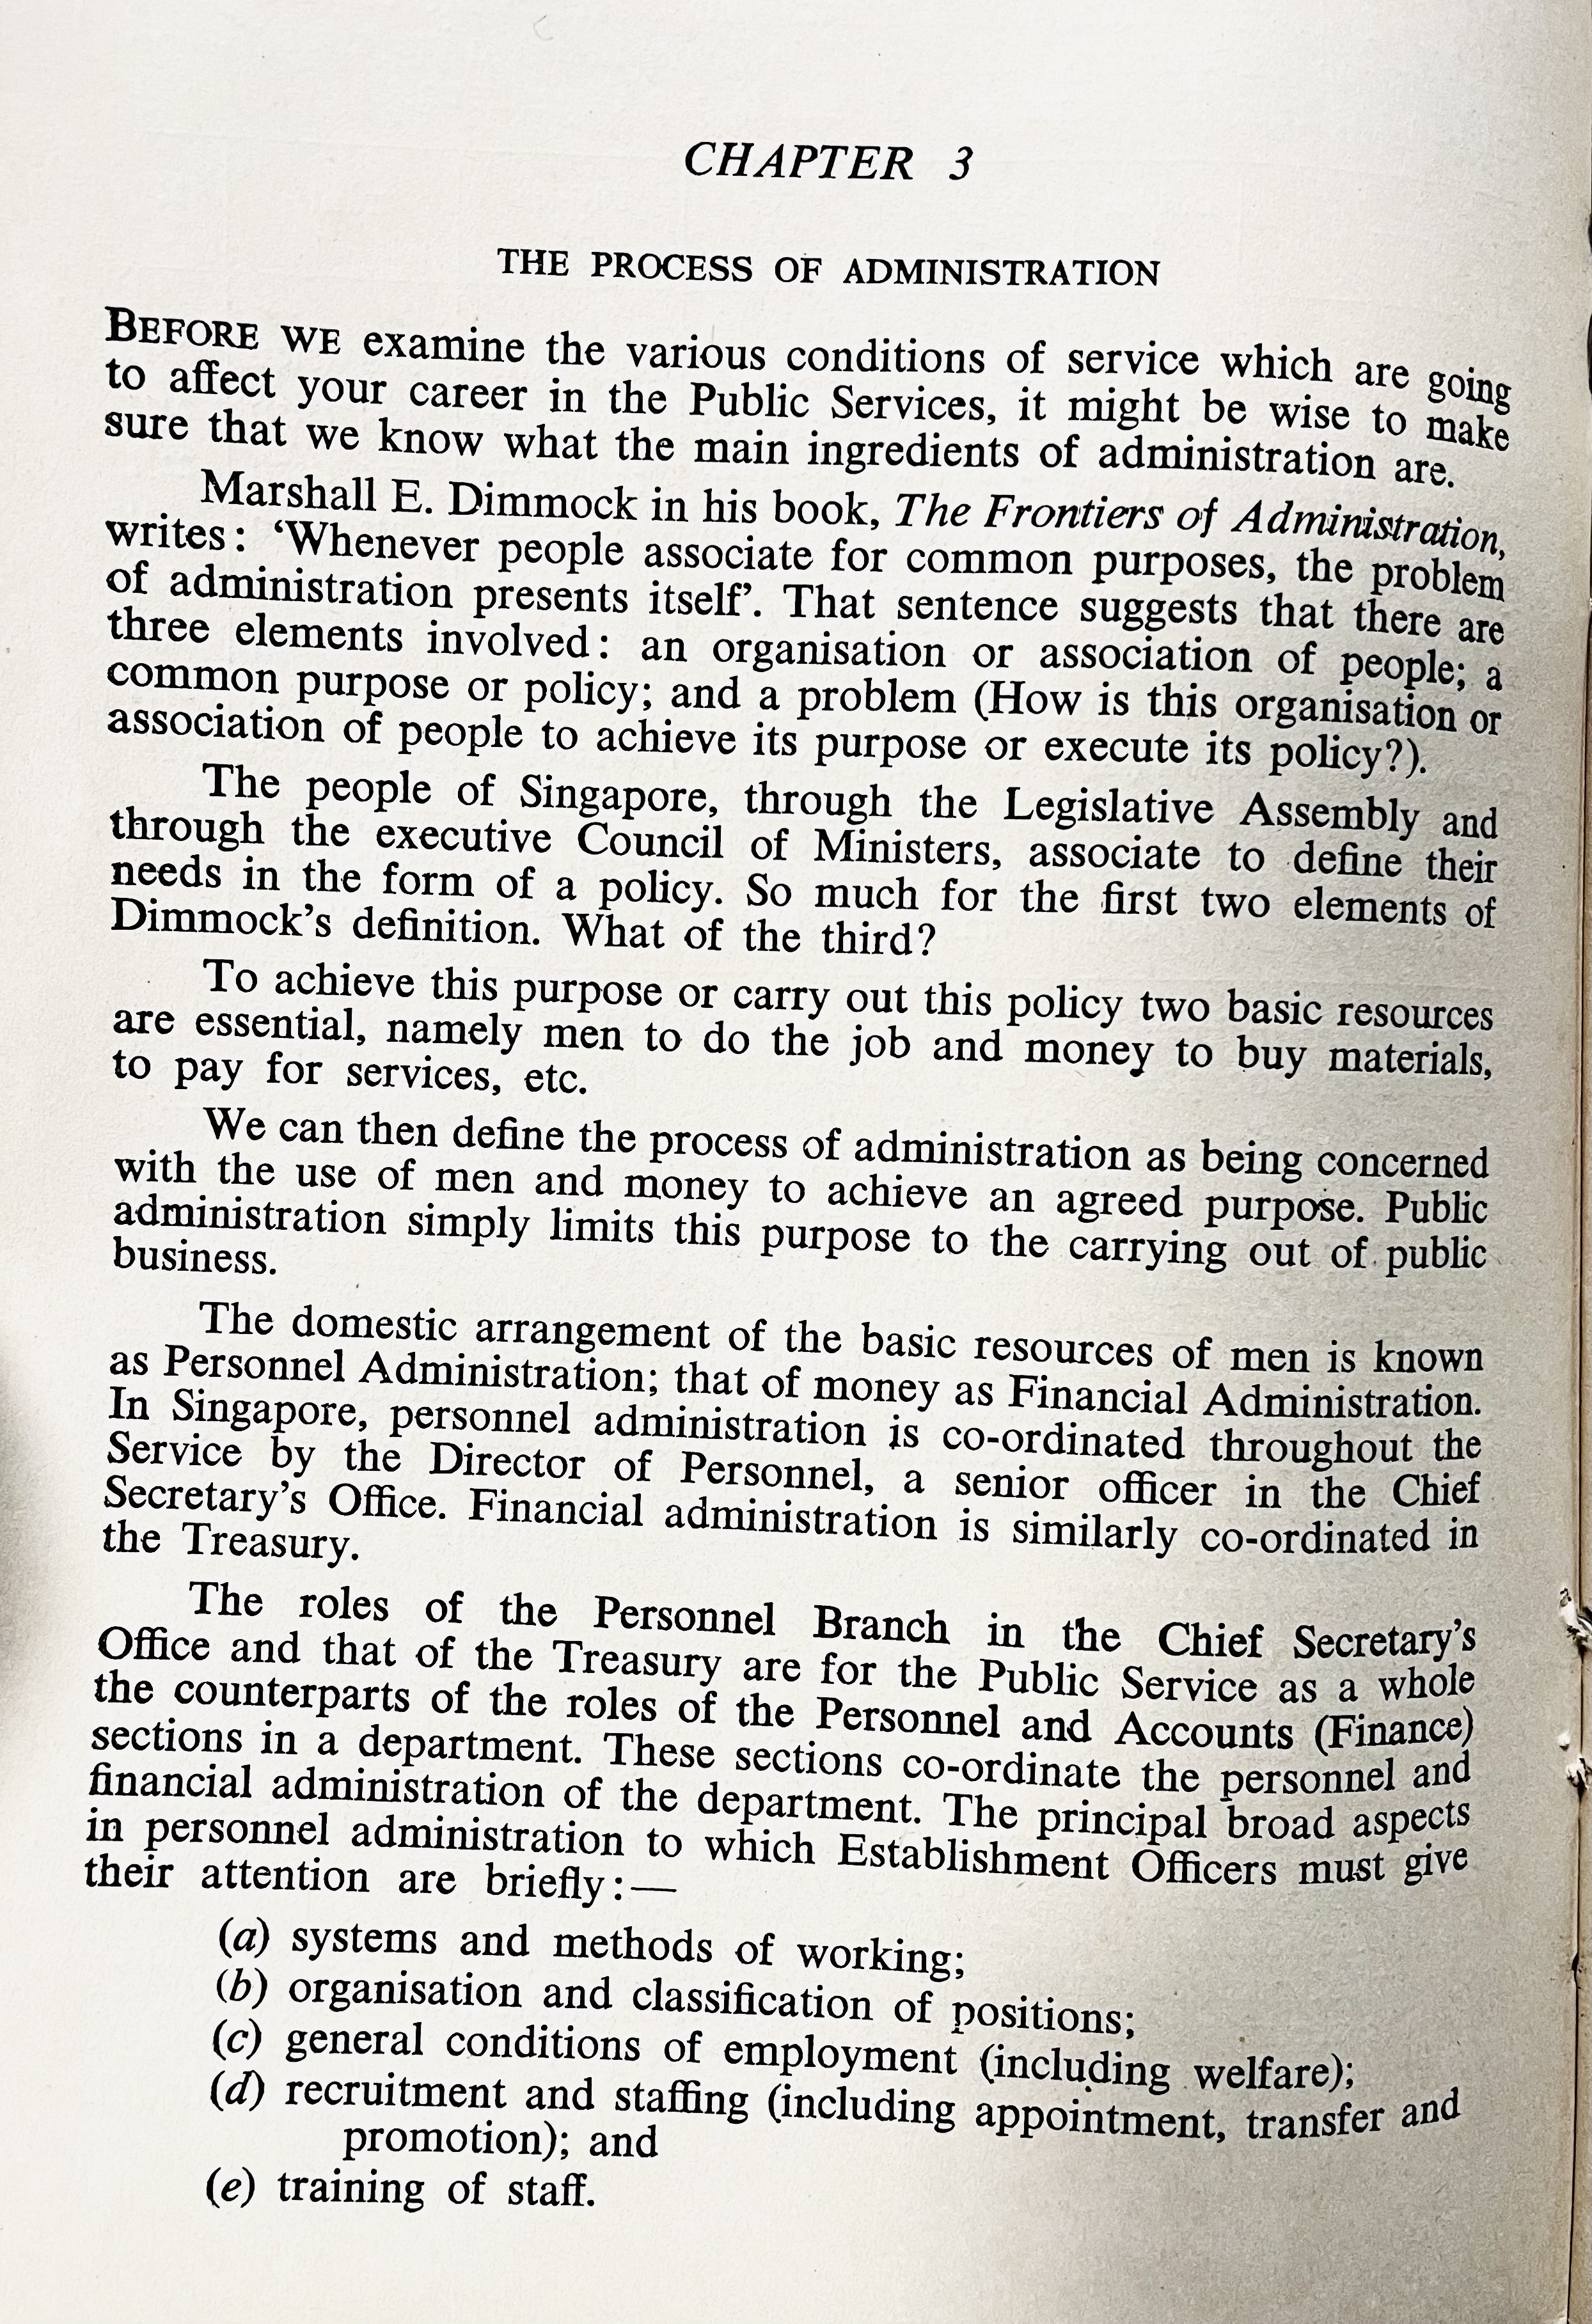 CHAPTER 3
THE PROCESS OF ADMINISTRATION
BEFORE WE examine the various conditions of service which are going
to affect your career in the Public Services, it might be wise to make
sure that we know what the main ingredients of administration are.
Marshall E. Dimmock in his book, The Frontiers of Administration,
writes: ‘Whenever people associate for common purposes, the problem
of administration presents itself’. That sentence suggests that there are
three elements involved: an organisation or association of people; a
common purpose or policy; and a problem (How is this organisation or
association of people to achieve its purpose or execute its policy?).
The people of Singapore, through the Legislative Assembly and
through the executive Council of Ministers, associate to define their
needs in the form of a policy. So much for the first two elements of
Dimmock’s definition. What of the third?
To achieve this purpose or carry out this policy two basic resources
are essential, namely men to do the job and money to buy materials,
to pay for services, etc.
We can then define the process of administration as being concerned
with the use of men and money to achieve an agreed purpose. Public
administration simply limits this purpose to the carrying out of public
business.
The domestic arrangement of the basic resources of men is known
as Personnel Administration; that of money as Financial Administration.
In Singapore, personnel administration is co-ordinated throughout the
Service by the Director of Personnel, a senior officer in the Chief
Secretary’s Office. Financial administration is similarly co-ordinated in
the Treasury.
The roles of the Personnel Branch in the Chief Secretary’s
Office and that of the Treasury are for the Public Service as a whole
the counterparts of the roles of the Personnel and Accounts (Finance)
sections in a department. These sections co-ordinate the personnel and
financial administration of the department. The principal broad aspects
in personnel administration to which Establishment Officers must give
their attention are briefly:—
(a) systems and methods of working;
(b) organisation and classification of positions;
(c) general conditions of employment (including welfare);
(d) recruitment and staffing (including appointment, transfer and
promotion); and
(e) training of staff.